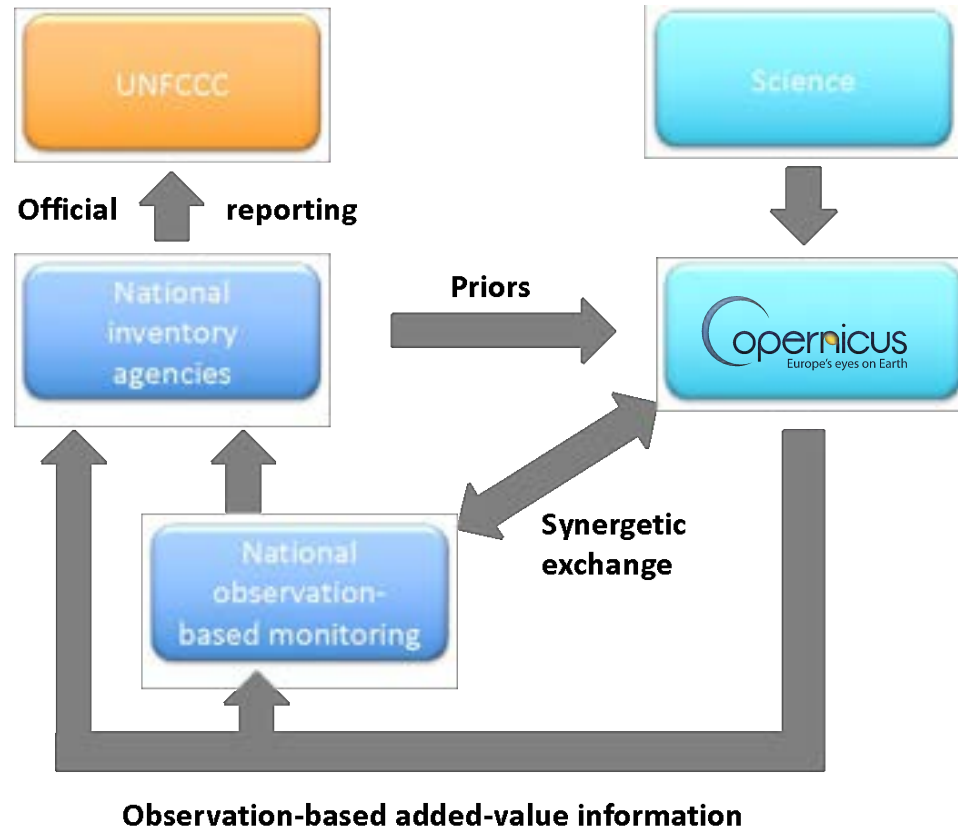 UNFCCC
Science
Official reporting
National
inventory
agencies
Priors
Copernicus
Europe's eyes on Earth
Synergetic
exchange
National
observation-
based monitoring
Observation-based added-value information